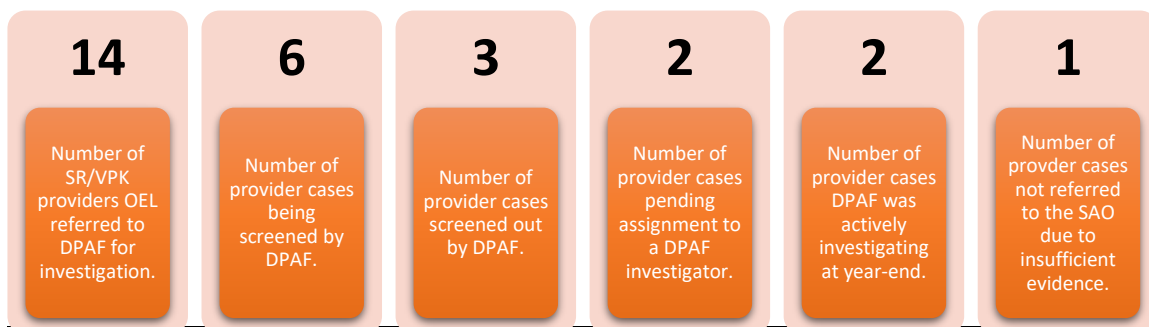 14
Number of
SR/VPK
providers OEL
referred to
DPAF for
investigation.
6
Number of
provider cases
being
screened by
DPAF.
3
Number of
provider cases
screened out
by DPAF.
2
Number of
provider cases
pending
assignment to
a DPAF
investigator.
2
Number of
provider cases
DPAF was
actively
investigating
at year-end.
1
Number of
provder cases
not referred
to the SAO
due to
insufficient
evidence.